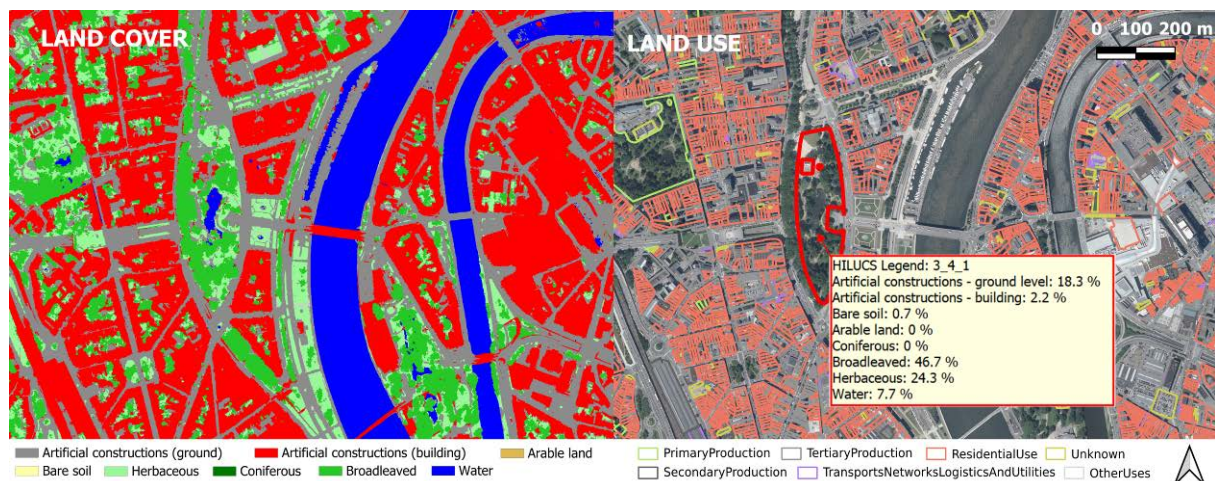 LAND COVER
LAND USE
0 100 200 m
HILUCS Legend: 3_4_1
Artificial constructions - ground level: 18.3 %
Artificial constructions - building: 2.2 %
Bare soil: 0.7 %
Arable land: 0 %
Coniferous: 0 %
Broadleaved: 46.7 %
Herbaceous: 24.3 %
Water: 7.7 %
Artificial constructions (ground) Artificial constructions (building) Arable land
Bare soil Herbaceous Coniferous Broadleaved Water
PrimaryProduction TertiaryProduction ResidentialUse Unknown
SecondaryProduction TransportsNetworksLogisticsAndUtilities OtherUses